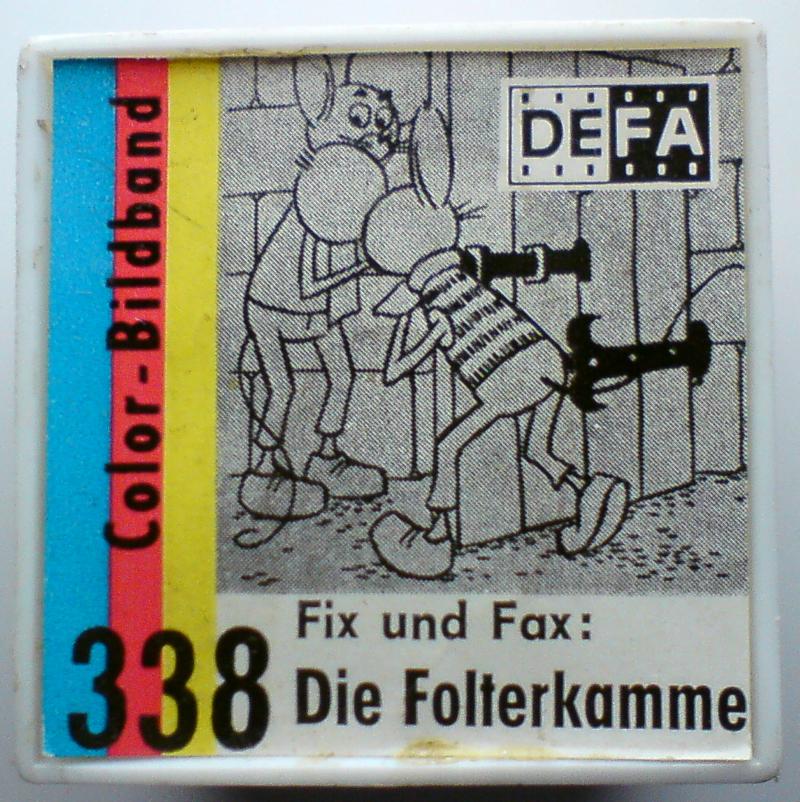 DEFA
Color-Bildband
Fix und Fax:
338 Die Folterkamme